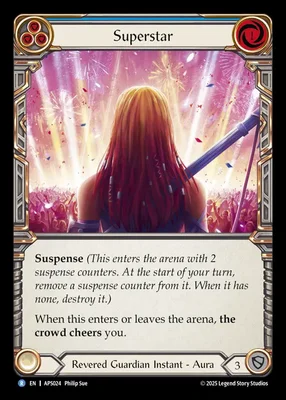 Superstar
1
Suspense (This enters the arena with 2
suspense counters. At the start of your turn,
remove a suspense counter from it. When it has
none, destroy it.)
When this enters or leaves the arena, the
crowd cheers you.
Revered Guardian Instant - Aura
3
R EN | APS024 Philip Sue
© 2025 Legend Story Studios